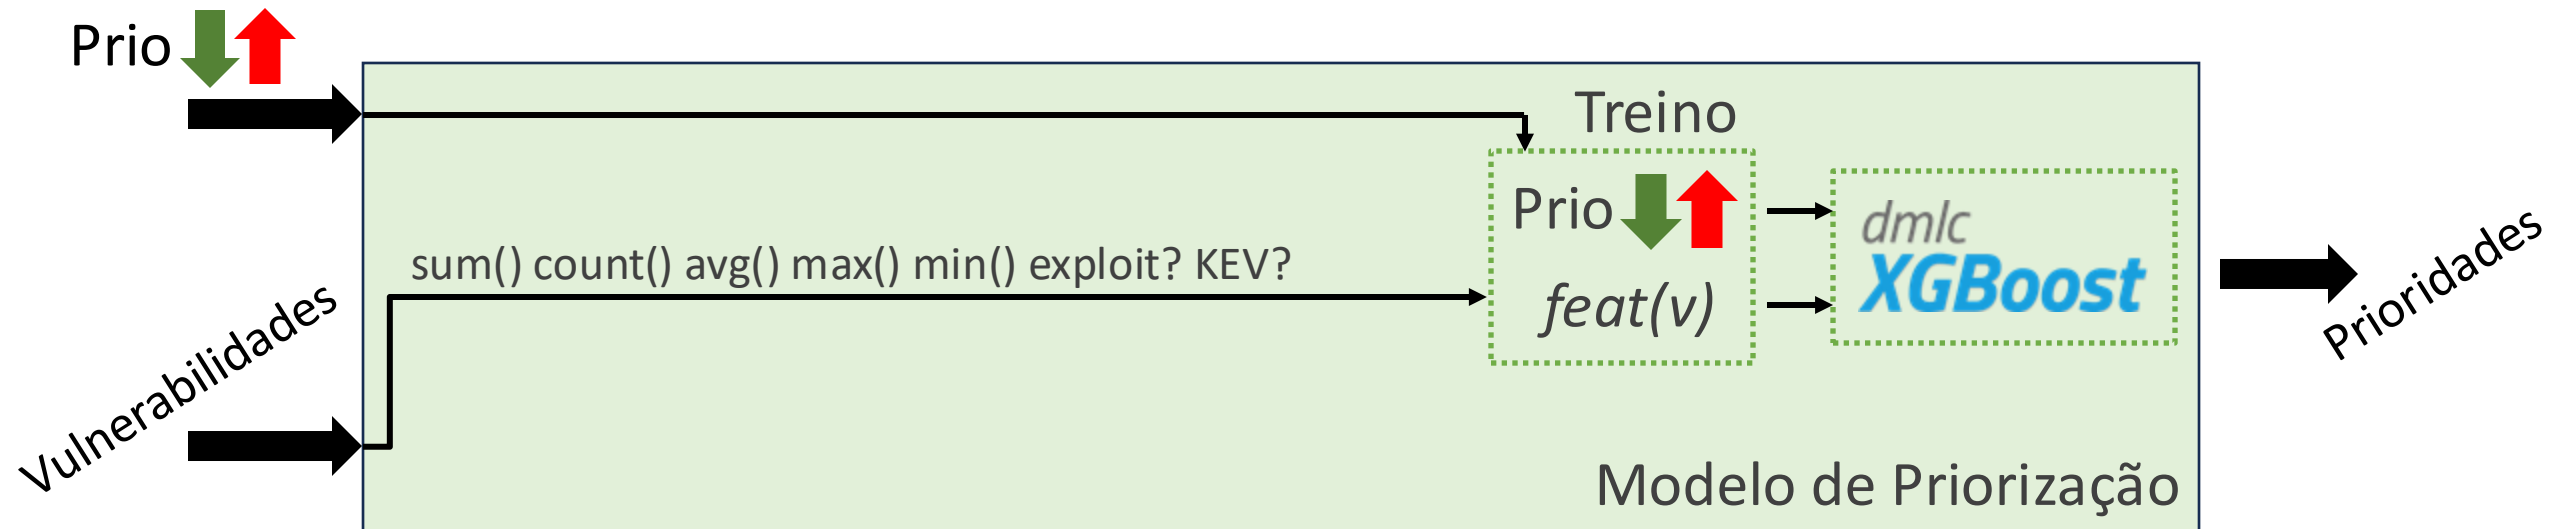 Prio
Treino
Prio
dmlc
XGBoost
sum() count() avg() max() min() exploit? KEV?
feat(v)
Vulnerabilidades
Prioridades
Modelo de Priorização